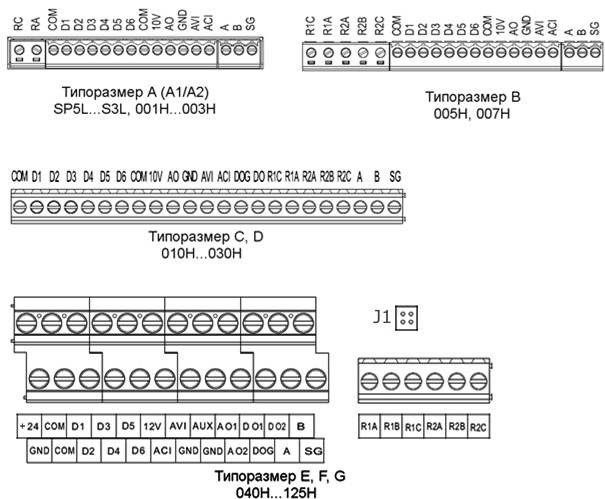 RC RA COM D1 D2 D3 D4 D5 D6 COM 10V AO GND AVI ACI A B SG
Типоразмер A (A1/A2)
SP5L...S3L, 001H...003H
R1C R1A R2A R2B R2C COM D1 D2 D3 D4 D5 D6 COM 10V AO GND AVI ACI A B SG
Типоразмер B
005H, 007H
COM D1 D2 D3 D4 D5 D6 COM 10V AO GND AVI ACI DOG DO R1C R1A R2A R2B R2C A B SG
Типоразмер C, D
010H...030H
J1
+24 COM D1 D3 D5 12V AVI AUX AO1 DO1 DO2 B
GND COM D2 D4 D6 ACI GND GND AO2 DOG A SG
R1A R1B R1C R2A R2B R2C
Типоразмер E, F, G
040H...125H